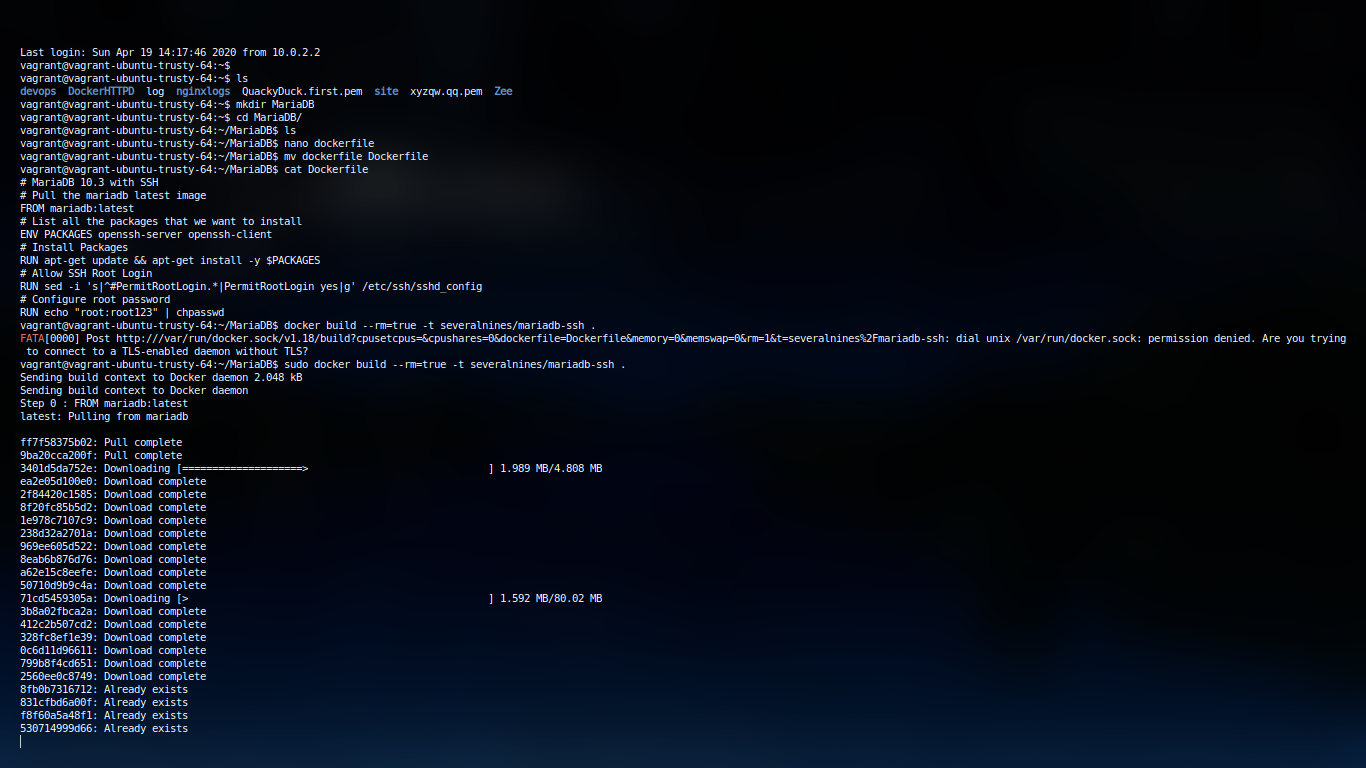 Last login: Sun Apr 19 14:17:46 2020 from 10.0.2.2
vagrant@vagrant-ubuntu-trusty-64:~$
vagrant@vagrant-ubuntu-trusty-64:~$ ls
devops  DockerHTTPD  log  nginxlogs  QuackyDuck.first.pem  site  xyzqw.qq.pem  Zee
vagrant@vagrant-ubuntu-trusty-64:~$ mkdir MariaDB
vagrant@vagrant-ubuntu-trusty-64:~$ cd MariaDB/
vagrant@vagrant-ubuntu-trusty-64:~/MariaDB$ ls
vagrant@vagrant-ubuntu-trusty-64:~/MariaDB$ nano dockerfile
vagrant@vagrant-ubuntu-trusty-64:~/MariaDB$ mv dockerfile Dockerfile
vagrant@vagrant-ubuntu-trusty-64:~/MariaDB$ cat Dockerfile
# MariaDB 10.3 with SSH
# Pull the mariadb latest image
FROM mariadb:latest
# List all the packages that we want to install
ENV PACKAGES openssh-server openssh-client
# Install Packages
RUN apt-get update && apt-get install -y $PACKAGES
# Allow SSH Root Login
RUN sed -i 's|^#PermitRootLogin.*|PermitRootLogin yes|g' /etc/ssh/sshd_config
# Configure root password
RUN echo "root:root123" | chpasswd
vagrant@vagrant-ubuntu-trusty-64:~/MariaDB$ docker build --rm=true -t severalnines/mariadb-ssh .
FATA[0000] Post http:///var/run/docker.sock/v1.18/build?cpusetcpus=&cpushares=0&dockerfile=Dockerfile&memory=0&memswap=0&rm=1&t=severalnines%2Fmariadb-ssh: dial unix /var/run/docker.sock: permission denied. Are you trying
 to connect to a TLS-enabled daemon without TLS?
vagrant@vagrant-ubuntu-trusty-64:~/MariaDB$ sudo docker build --rm=true -t severalnines/mariadb-ssh .
Sending build context to Docker daemon 2.048 kB
Sending build context to Docker daemon
Step 0 : FROM mariadb:latest
latest: Pulling from mariadb
ff7f58375b02: Pull complete
9ba20cca200f: Pull complete
3401d5da752e: Downloading [====================>                              ] 1.989 MB/4.808 MB
ea2e05d100e0: Download complete
2f84420c1585: Download complete
8f20fc85b5d2: Download complete
1e978c7107c9: Download complete
238d32a2701a: Download complete
969ee605d522: Download complete
8eab6b876d76: Download complete
a62e15c8eefe: Download complete
50710d9b9c4a: Download complete
71cd5459305a: Downloading [>                                                  ] 1.592 MB/80.02 MB
3b8a02fbca2a: Download complete
412c2b507cd2: Download complete
328fc8ef1e39: Download complete
0c6d11d96611: Download complete
799b8f4cd651: Download complete
2560ee0c8749: Download complete
8fb0b7316712: Already exists
831cfbd6a00f: Already exists
f8f60a5a48f1: Already exists
530714999d66: Already exists